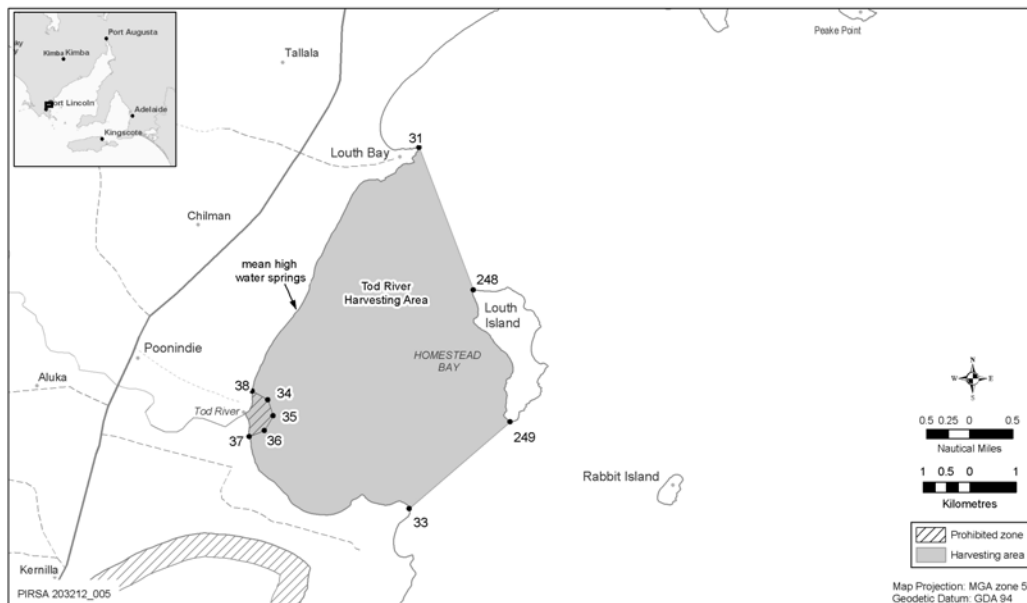 Port Augusta
Kimba Kimba
Port Lincoln
Adelaide
Kingscote
Tallala
Peake Point
31
Louth Bay
Chilman
mean high
water springs
Tod River
Harvesting Area
248
Louth
Island
HOMESTEAD
BAY
Poonindie
Aluka
38
34
Tod River
35
36
37
249
Rabbit Island
33
Kernilla
PIRSA 203212_005
N
W E
S
0.5 0.25 0 0.5
Nautical Miles
1 0.5 0 1
Kilometres
Prohibited zone
Harvesting area
Map Projection: MGA zone 5
Geodetic Datum: GDA 94